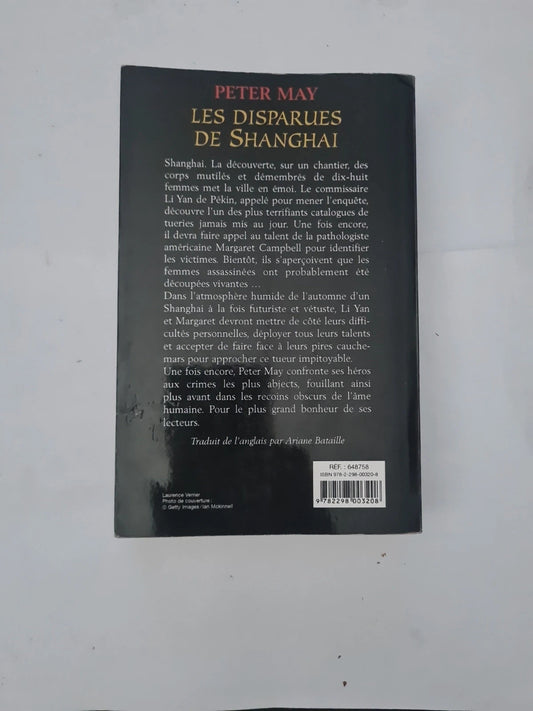 PETER MAY
LES DISPARUES
DE SHANGHAI
Shanghai. La découverte, sur un chantier, des
corps mutilés et démembrés de dix-huit
femmes met la ville en émoi. Le commissaire
Li Yan de Pékin, appelé pour mener l'enquête,
découvre l'un des plus terrifiants catalogues de
tueries jamais mis au jour. Une fois encore,
il devra faire appel au talent de la pathologiste
américaine Margaret Campbell pour identifier
les victimes. Bientôt, ils s'aperçoivent que les
femmes assassinées ont probablement été
découpées vivantes ...
Dans l'atmosphère humide de l'automne d'un
Shanghai à la fois futuriste et vétuste, Li Yan
et Margaret devront mettre de côté leurs diffi-
cultés personnelles, déployer tous leurs talents
et accepter de faire face à leurs pires cauche-
mars pour approcher ce tueur impitoyable.
Une fois encore, Peter May confronte ses héros
aux crimes les plus abjects, fouillant ainsi
plus avant dans les recoins obscurs de l'âme
humaine. Pour le plus grand bonheur de ses
lecteurs.
Traduit de l'anglais par Ariane Bataille
RÉF. : 648758
ISBN 978-2-298-00320-8
9 782298 003208
Laurence Verrier
Photo de couverture :
© Getty Images / Ian Mckinnell